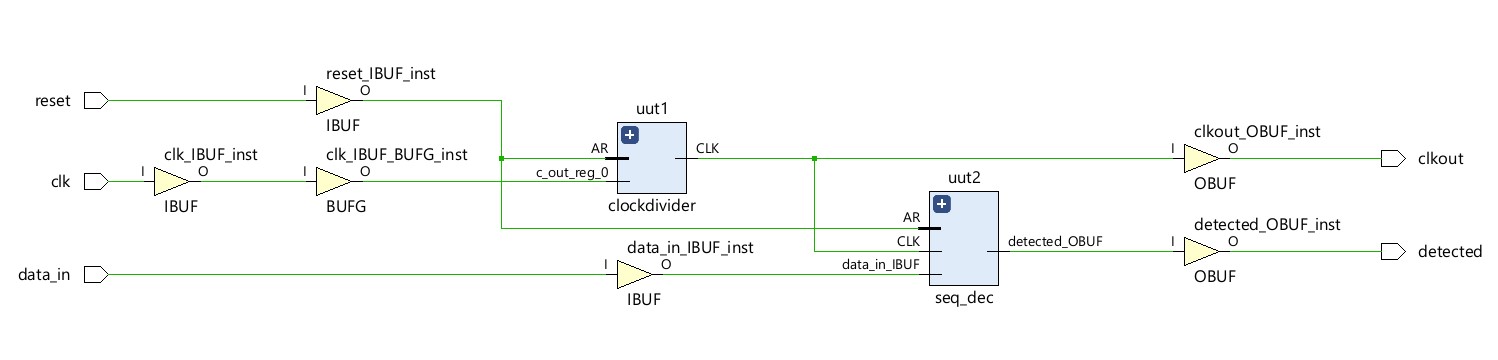 reset_IBUF_inst
reset
I
O
IBUF
uut1
+
AR
CLK
c_out_reg_0
clockdivider
clk_IBUF_inst
clk
I
O
IBUF
clk_IBUF_BUFG_inst
I
O
BUFG
clkout_OBUF_inst
I
O
OBUF
clkout
uut2
+
AR
CLK
data_in_IBUF
detected_OBUF
seq_dec
data_in_IBUF_inst
data_in
I
O
IBUF
detected_OBUF_inst
I
O
OBUF
detected